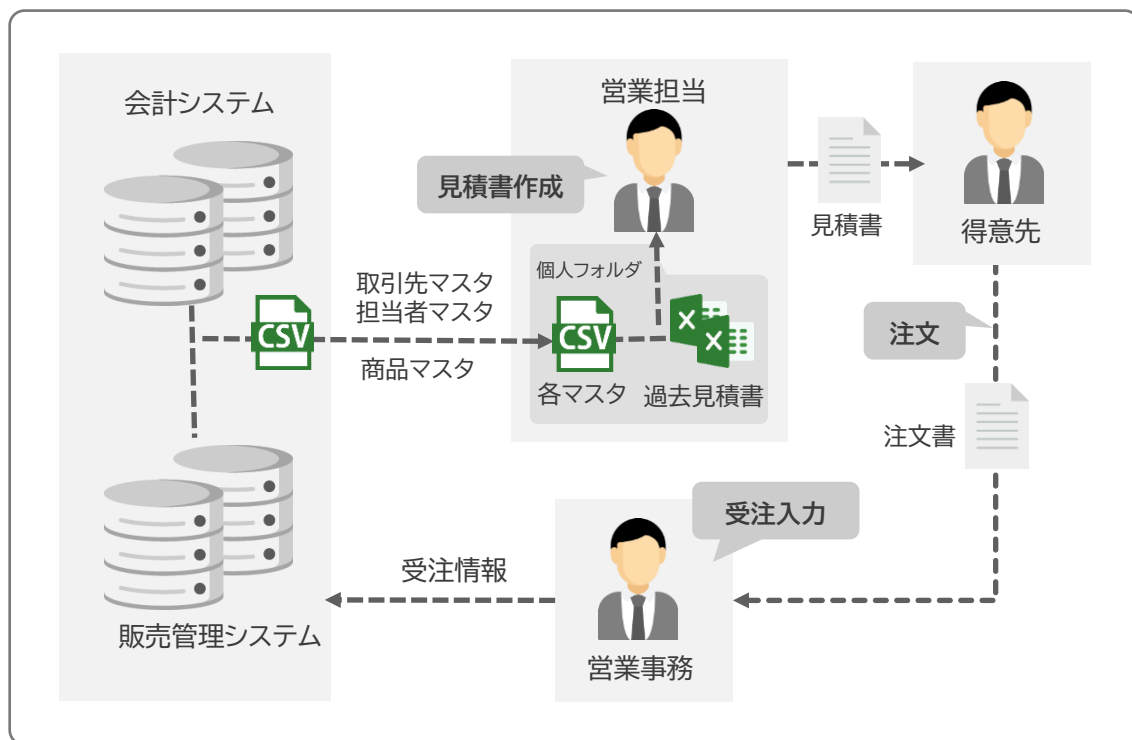 会計システム
営業担当
見積書作成
見積書
得意先
個人フォルダ
取引先マスタ
担当者マスタ
CSV
CSV
商品マスタ
各マスタ
過去見積書
注文
注文書
受注入力
受注情報
販売管理システム
営業事務